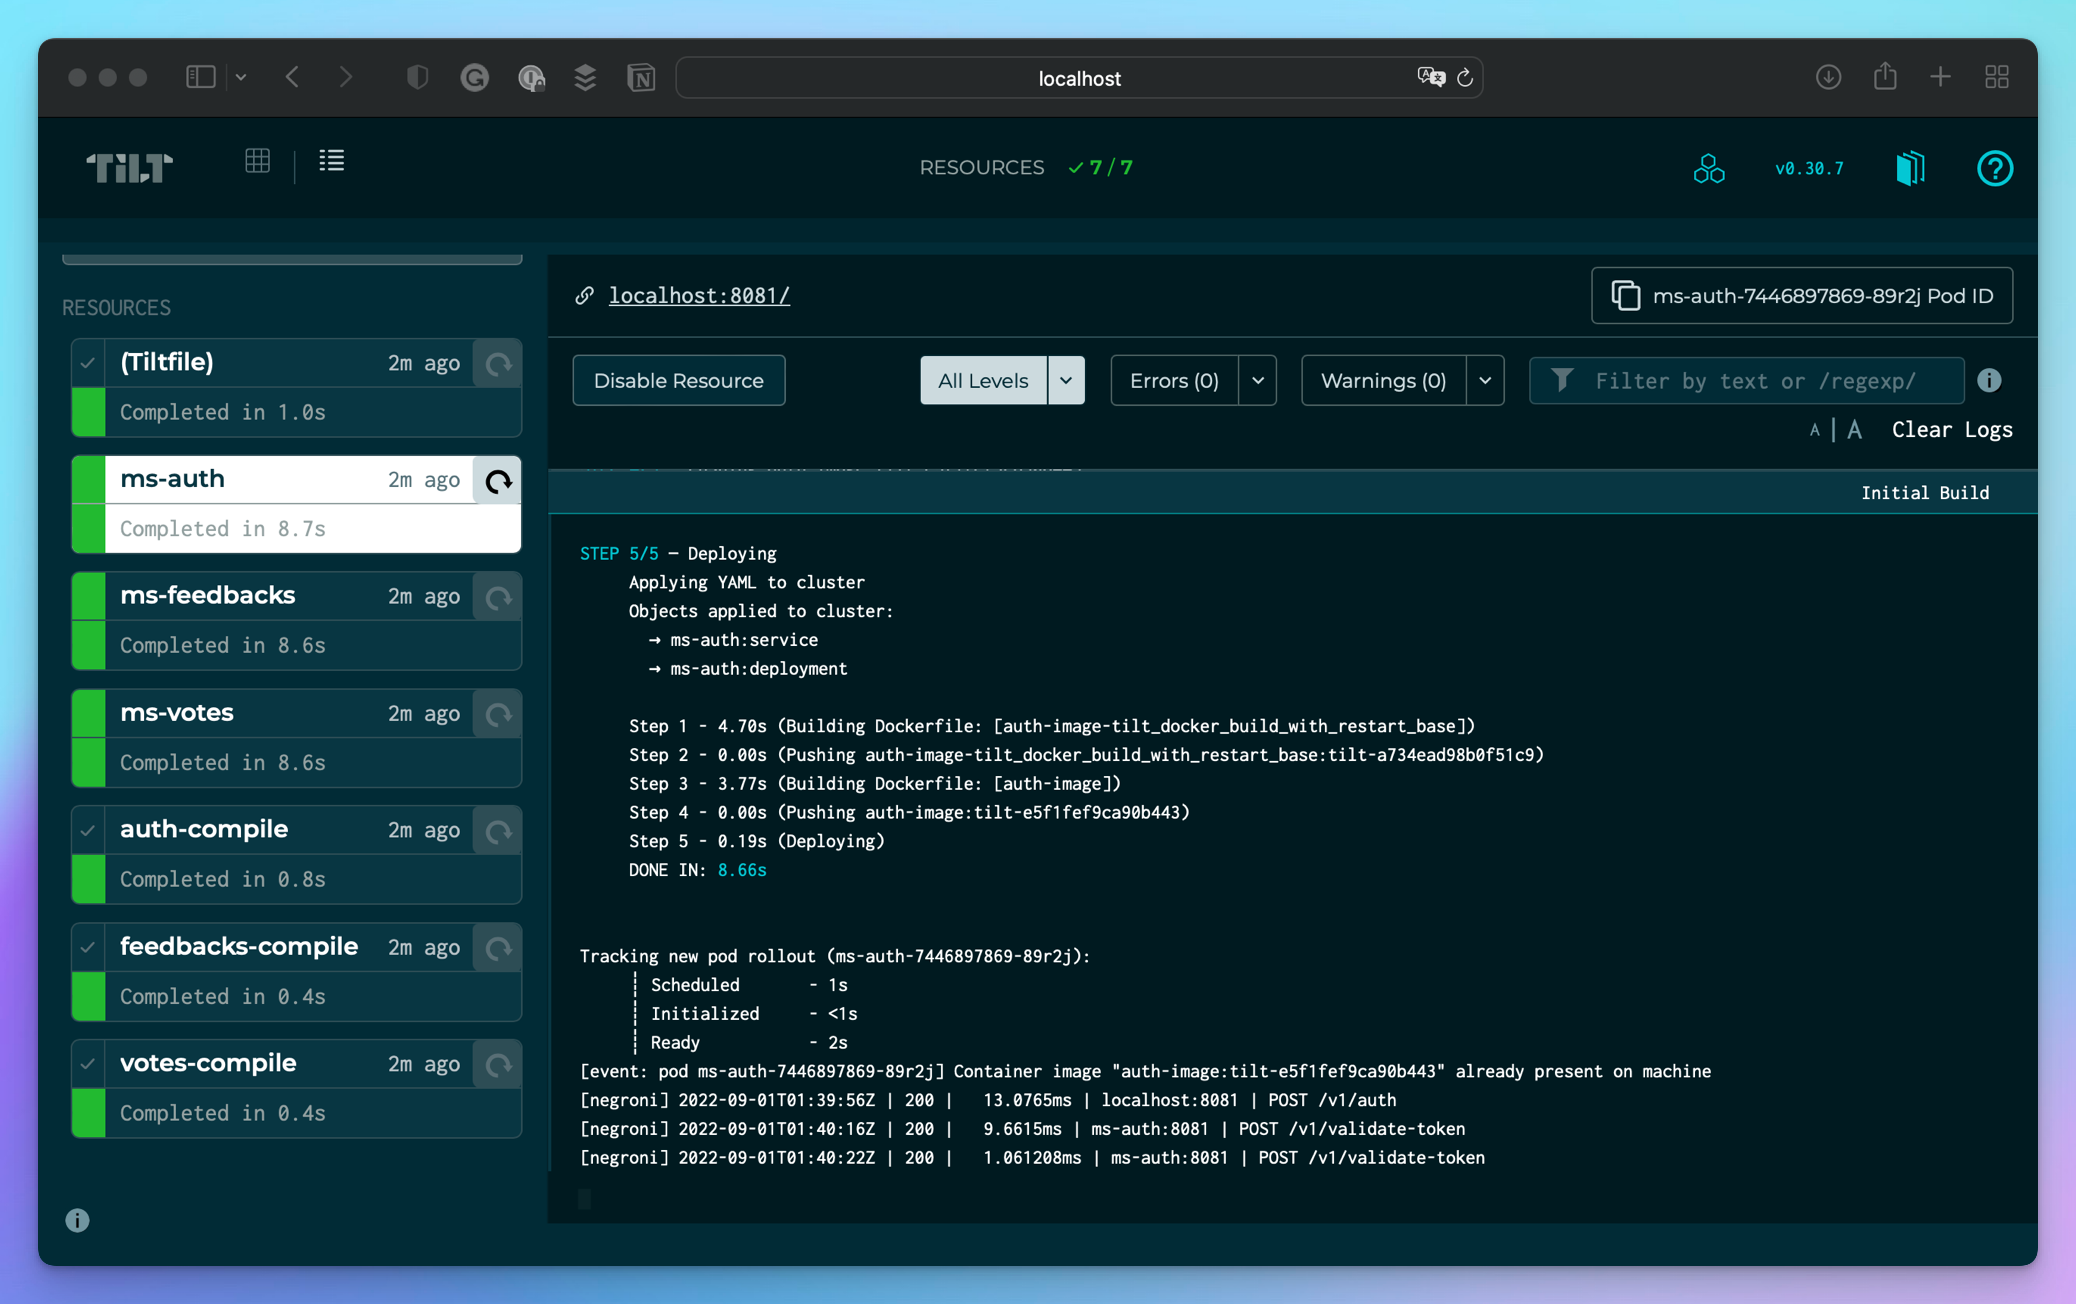 localhost
TiLT
RESOURCES ✓ 7 / 7
v0.30.7
RESOURCES
(Tiltfile) 2m ago
Completed in 1.0s
ms-auth 2m ago
Completed in 8.7s
ms-feedbacks 2m ago
Completed in 8.6s
ms-votes 2m ago
Completed in 8.6s
auth-compile 2m ago
Completed in 0.8s
feedbacks-compile 2m ago
Completed in 0.4s
votes-compile 2m ago
Completed in 0.4s
localhost:8081/
ms-auth-7446897869-89r2j Pod ID
Disable Resource
All Levels
Errors (0)
Warnings (0)
Filter by text or /regexp/
A | A Clear Logs
Initial Build
STEP 5/5 — Deploying
Applying YAML to cluster
Objects applied to cluster:
→ ms-auth:service
→ ms-auth:deployment
Step 1 - 4.70s (Building Dockerfile: [auth-image-tilt_docker_build_with_restart_base])
Step 2 - 0.00s (Pushing auth-image-tilt_docker_build_with_restart_base:tilt-a734ead98b0f51c9)
Step 3 - 3.77s (Building Dockerfile: [auth-image])
Step 4 - 0.00s (Pushing auth-image:tilt-e5f1fef9ca90b443)
Step 5 - 0.19s (Deploying)
DONE IN: 8.66s
Tracking new pod rollout (ms-auth-7446897869-89r2j):
┊ Scheduled - 1s
┊ Initialized - <1s
┊ Ready - 2s
[event: pod ms-auth-7446897869-89r2j] Container image "auth-image:tilt-e5f1fef9ca90b443" already present on machine
[negroni] 2022-09-01T01:39:56Z | 200 | 13.0765ms | localhost:8081 | POST /v1/auth
[negroni] 2022-09-01T01:40:16Z | 200 | 9.6615ms | ms-auth:8081 | POST /v1/validate-token
[negroni] 2022-09-01T01:40:22Z | 200 | 1.061208ms | ms-auth:8081 | POST /v1/validate-token